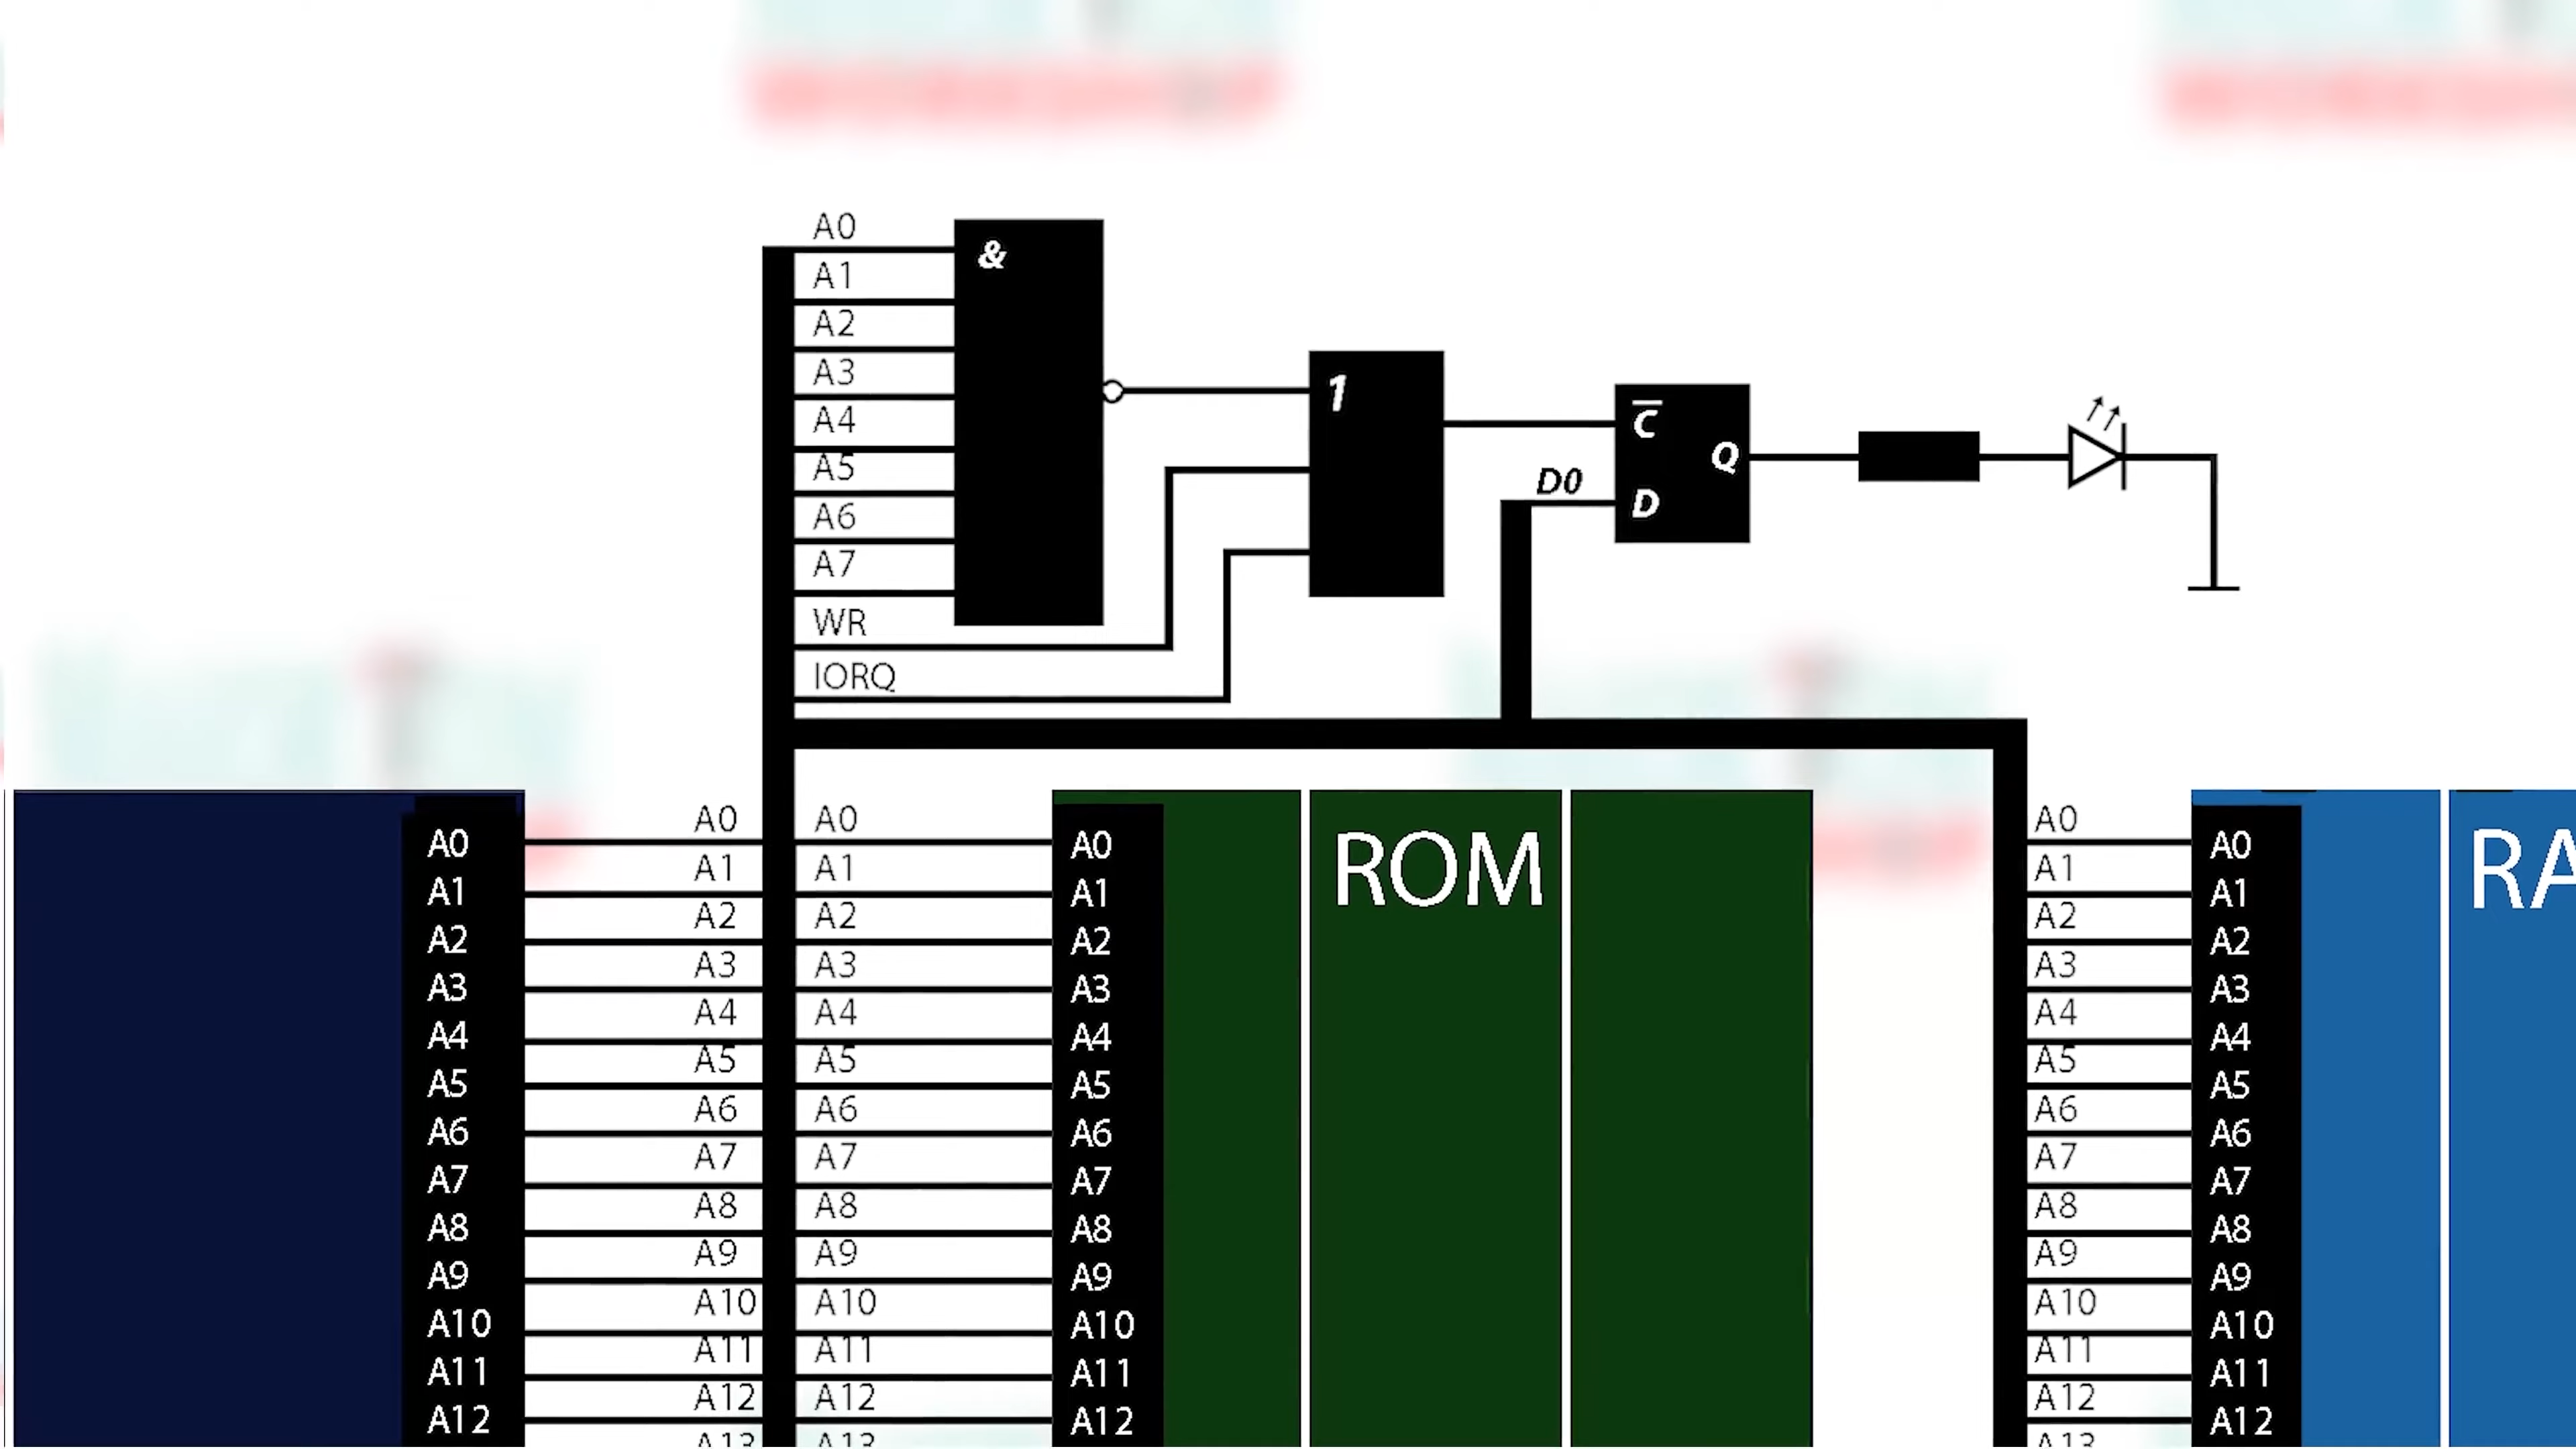 A0
&
A1
A2
A3
1
A4
C̅
Q
A5
D0
D
A6
A7
WR
IORQ
A0 A0 A0
A0 A0 ROM A0 RA
A1 A1 A1
A1 A1 A1
A2 A2 A2
A2 A2 A2
A3 A3 A3
A3 A3 A3
A4 A4 A4
A4 A4 A4
A5 A5 A5
A5 A5 A5
A6 A6 A6
A6 A6 A6
A7 A7 A7
A7 A7 A7
A8 A8 A8
A8 A8 A8
A9 A9 A9
A9 A9 A9
A10 A10 A10
A10 A10 A10
A11 A11 A11
A11 A11 A11
A12 A12 A12
A12 A12 A12
A13 A13 A13